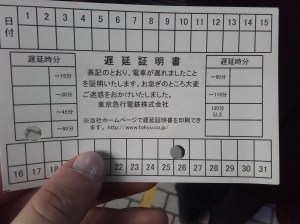 1 2 3 4 5 6 7 8 9 10 11 12 13 14 15
日付
遅延証明書
遅延時分
~15分
~30分
~45分
~60分
表記のとおり、電車が遅れましたこと
を証明いたします。お急ぎのところ大変
ご迷惑をおかけいたしました。
東京急行電鉄株式会社
※当社ホームページで遅延証明書を印刷でき
ます。http://www.tokyu.co.jp/
遅延時分
~90分
120分
以上
16 17 18 21 22 23 24 25 26 27 28 29 30 31